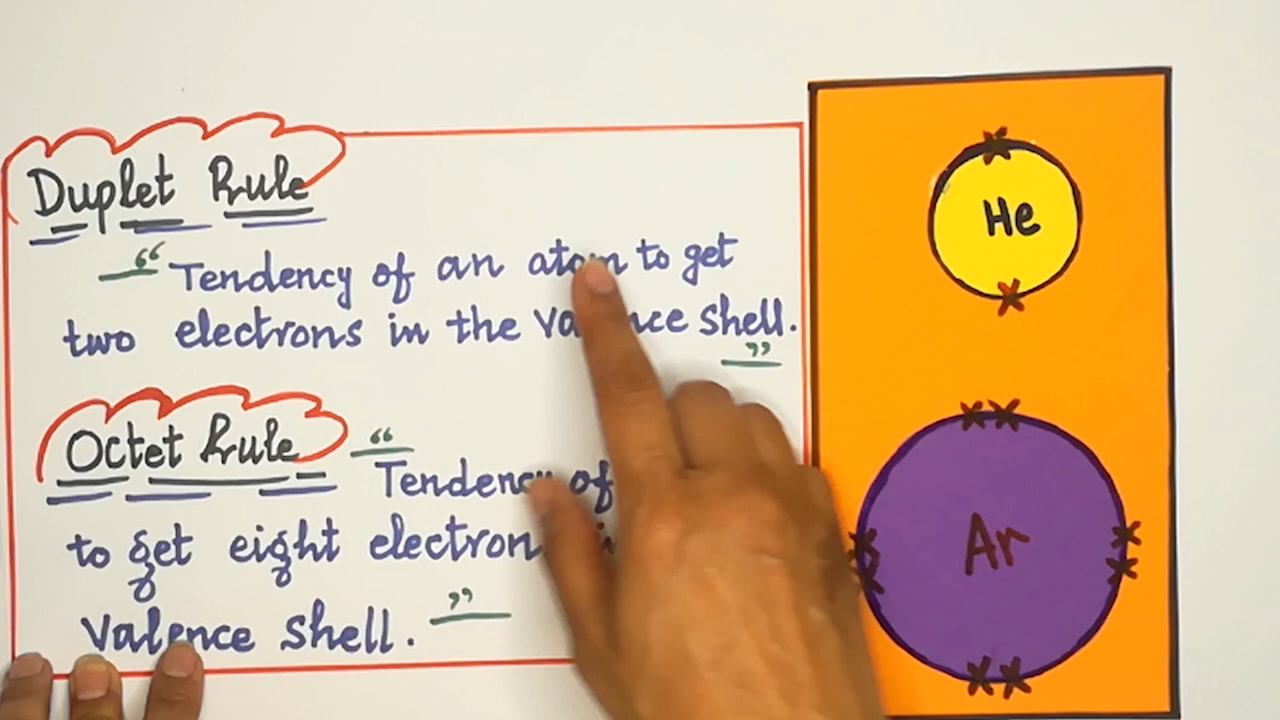 Duplet Rule
“ Tendency of an atom to get
two electrons in the valence shell. ”
Octet Rule “ Tendency of
to get eight electron
valence shell. ”
He
Ar